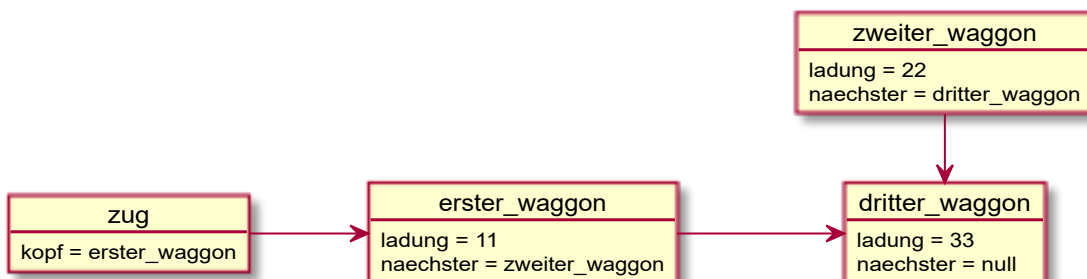 zweiter_waggon
ladung = 22
naechster = dritter_waggon
zug
kopf = erster_waggon
erster_waggon
ladung = 11
naechster = zweiter_waggon
dritter_waggon
ladung = 33
naechster = null